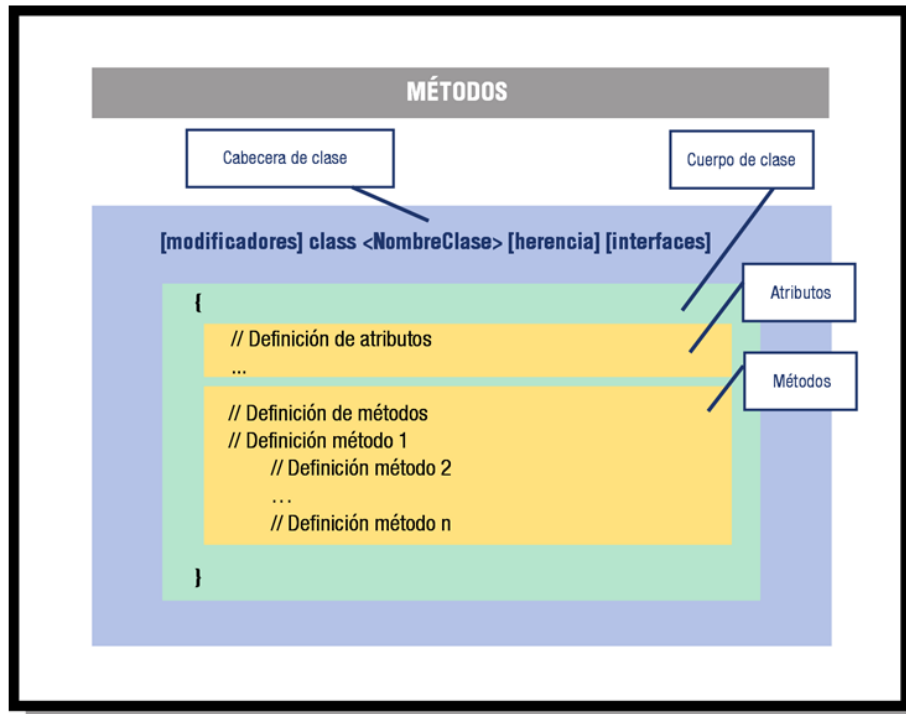 MÉTODOS
Cabecera de clase
Cuerpo de clase
[modificadores] class <NombreClase> [herencia] [interfaces]
Atributos
{
// Definición de atributos
...
Métodos
// Definición de métodos
// Definición método 1
// Definición método 2
...
// Definición método n
}